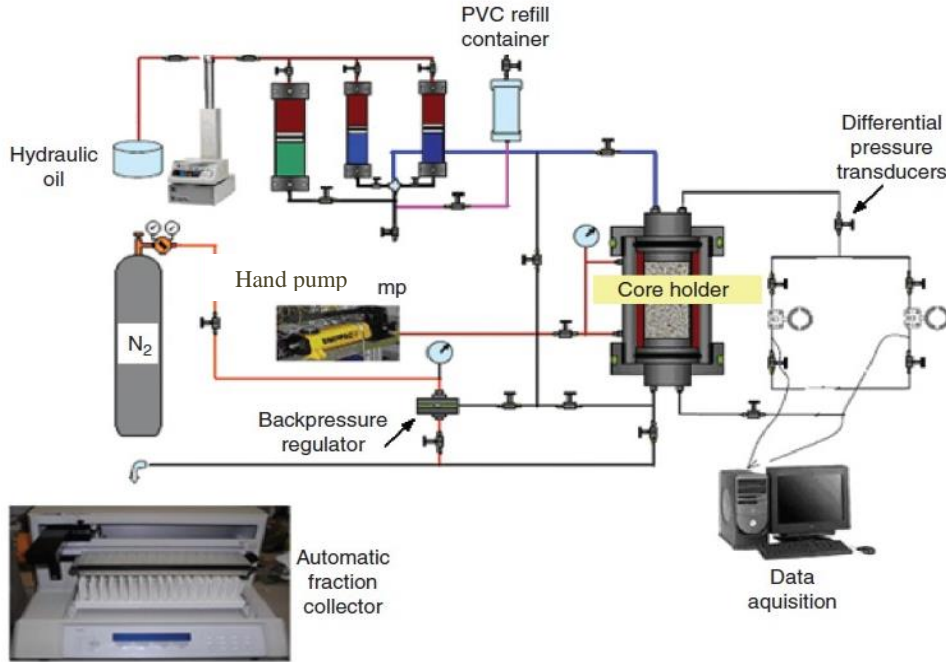 PVC refill
container
Hydraulic
oil
Differential
pressure
transducers
N2
Hand pump
mp
Core holder
Backpressure
regulator
Automatic
fraction
collector
Data
aquisition